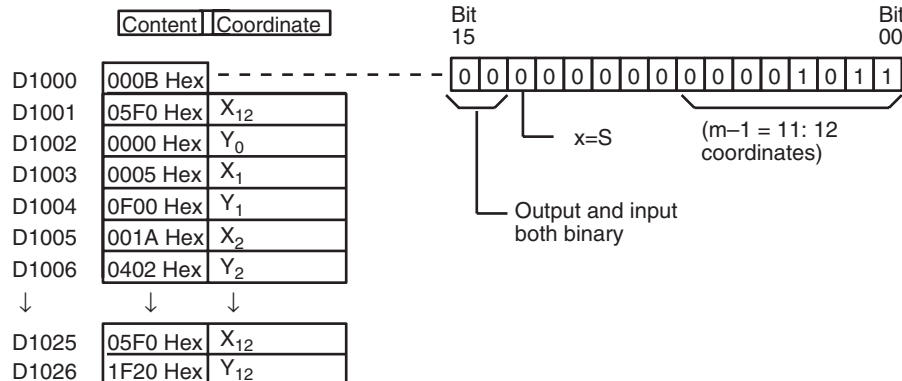 Content Coordinate
Bit 15
Bit 00
D1000 000B Hex
0 0 0 0 0 0 0 0 0 0 0 0 1 0 1 1
D1001 05F0 Hex X12
D1002 0000 Hex Y0
D1003 0005 Hex X1
D1004 0F00 Hex Y1
D1005 001A Hex X2
D1006 0402 Hex Y2
↓ ↓ ↓
D1025 05F0 Hex X12
D1026 1F20 Hex Y12
x=S
(m–1 = 11: 12
coordinates)
Output and input
both binary